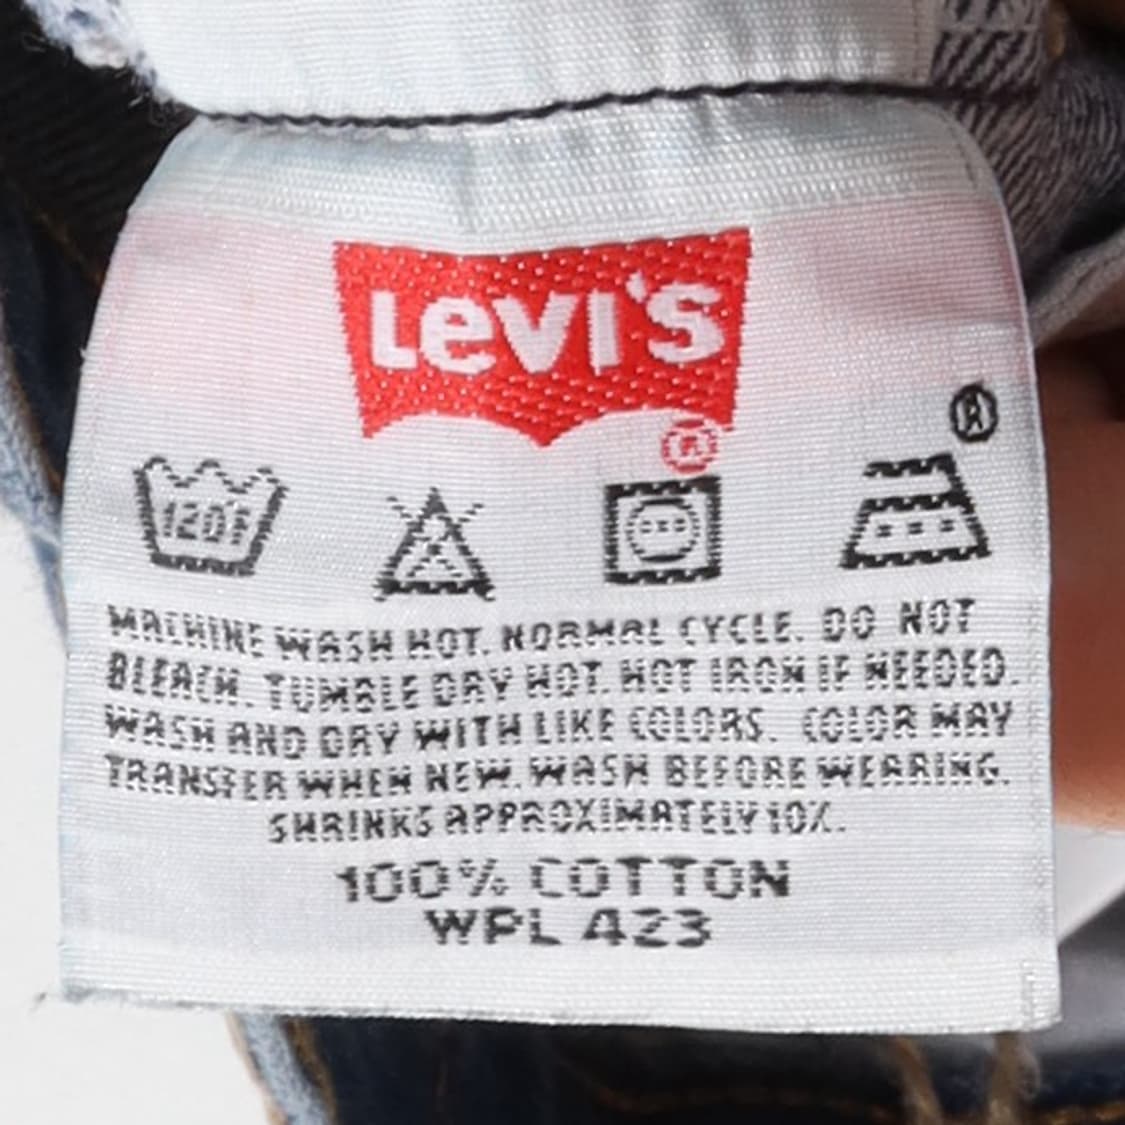 LEVI'S
®
®
120°F
MACHINE WASH HOT. NORMAL CYCLE. DO NOT
BLEACH. TUMBLE DRY HOT. HOT IRON IF NEEDED.
WASH AND DRY WITH LIKE COLORS. COLOR MAY
TRANSFER WHEN NEW. WASH BEFORE WEARING.
SHRINKS APPROXIMATELY 10%.
100% COTTON
WPL 423